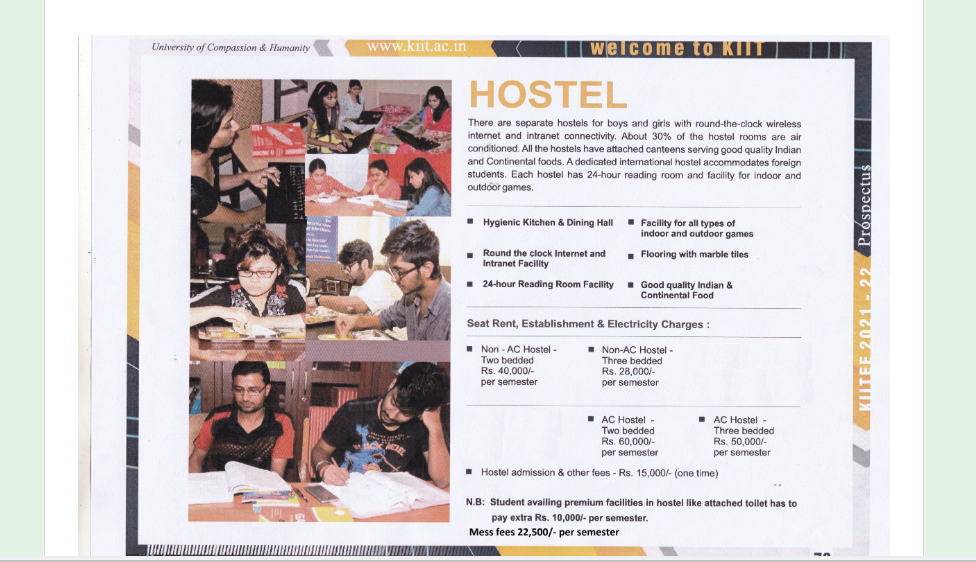 University of Compassion & Humanity
www.kiit.ac.in
welcome to KIIT
HOSTEL
There are separate hostels for boys and girls with round-the-clock wireless
internet and intranet connectivity. About 30% of the hostel rooms are air
conditioned. All the hostels have attached canteens serving good quality Indian
and Continental foods. A dedicated international hostel accommodates foreign
students. Each hostel has 24-hour reading room and facility for indoor and
outdoor games.
Hygienic Kitchen & Dining Hall
Facility for all types of
indoor and outdoor games
Round the clock Internet and
Intranet Facility
Flooring with marble tiles
24-hour Reading Room Facility
Good quality Indian &
Continental Food
Seat Rent, Establishment & Electricity Charges :
Non - AC Hostel -
Two bedded
Rs. 40,000/-
per semester
Non-AC Hostel -
Three bedded
Rs. 28,000/-
per semester
AC Hostel -
Two bedded
Rs. 60,000/-
per semester
AC Hostel -
Three bedded
Rs. 50,000/-
per semester
Hostel admission & other fees - Rs. 15,000/- (one time)
N.B: Student availing premium facilities in hostel like attached toilet has to
pay extra Rs. 10,000/- per semester.
Mess fees 22,500/- per semester
KIITEE 2021 - 22 Prospectus